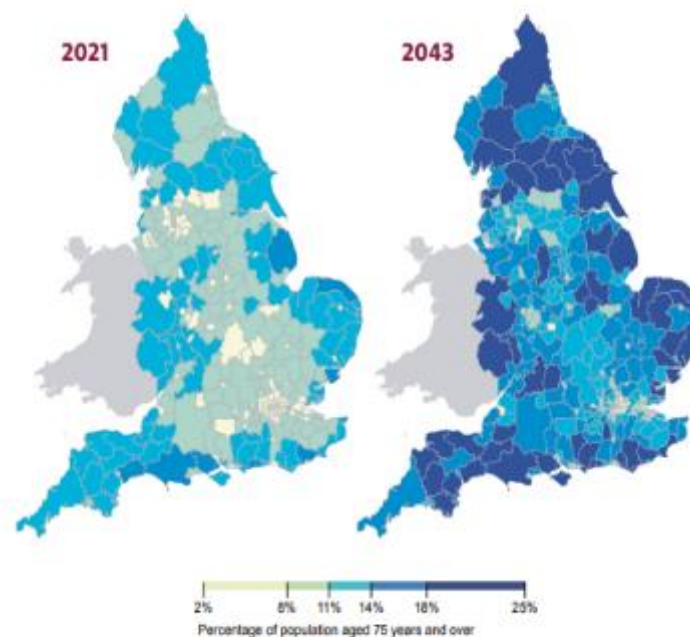 2021 2043
2% 8% 11% 14% 18% 25%
Percentage of population aged 75 years and over